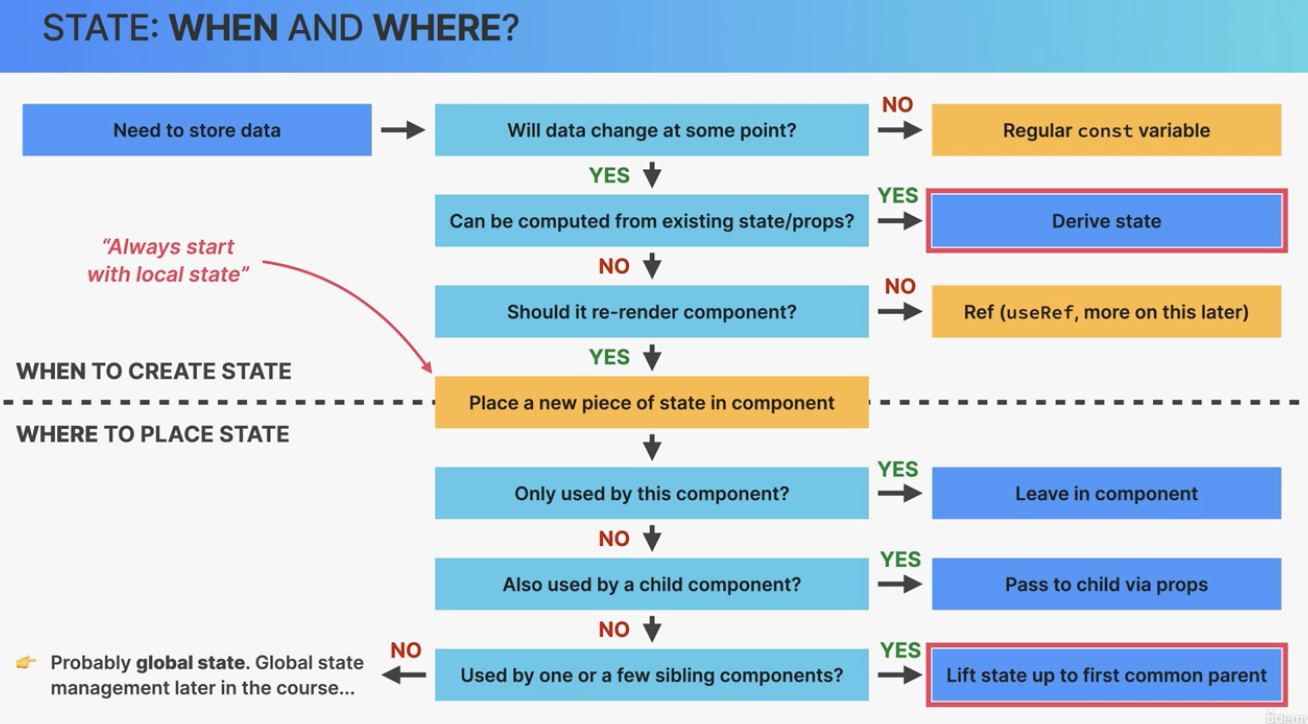 STATE: WHEN AND WHERE?
Need to store data
Will data change at some point?
NO
Regular const variable
YES
Can be computed from existing state/props?
YES
Derive state
“Always start
with local state”
NO
Should it re-render component?
NO
Ref (useRef, more on this later)
YES
WHEN TO CREATE STATE
Place a new piece of state in component
WHERE TO PLACE STATE
Only used by this component?
YES
Leave in component
NO
Also used by a child component?
YES
Pass to child via props
NO
Used by one or a few sibling components?
YES
Lift state up to first common parent
NO
👉 Probably global state. Global state
management later in the course...
Udemy